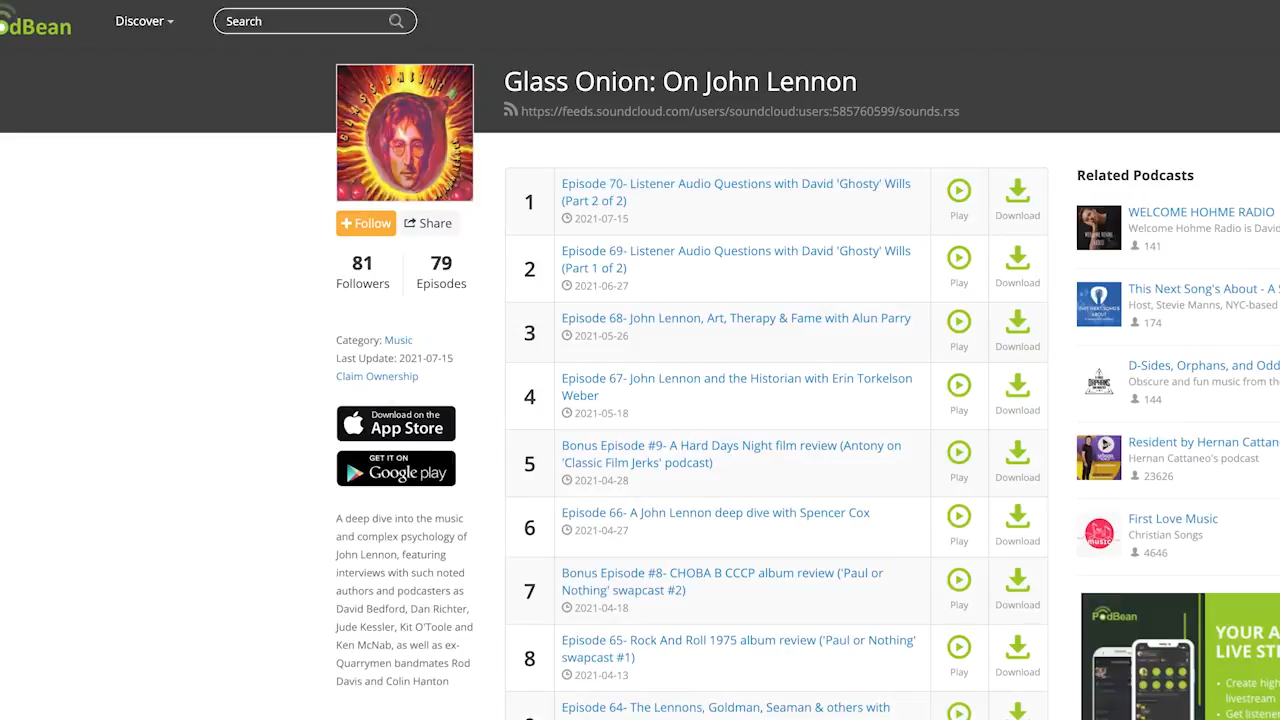 PodBean
Discover
Search
GLASS ONION
Glass Onion: On John Lennon
https://feeds.soundcloud.com/users/soundcloud:users:585760599/sounds.rss
Follow
Share
81
79
Followers
Episodes
Category: Music
Last Update: 2021-07-15
Claim Ownership
Download on the
App Store
GET IT ON
Google play
A deep dive into the music
and complex psychology of
John Lennon, featuring
interviews with such noted
authors and podcasters as
David Bedford, Dan Richter,
Jude Kessler, Kit O'Toole and
Ken McNab, as well as ex-
Quarrymen bandmates Rod
Davis and Colin Hanton
1
Episode 70- Listener Audio Questions with David 'Ghosty' Wills
(Part 2 of 2)
2021-07-15
Play
Download
2
Episode 69- Listener Audio Questions with David 'Ghosty' Wills
(Part 1 of 2)
2021-06-27
Play
Download
3
Episode 68- John Lennon, Art, Therapy & Fame with Alun Parry
2021-05-26
Play
Download
4
Episode 67- John Lennon and the Historian with Erin Torkelson
Weber
2021-05-18
Play
Download
5
Bonus Episode #9- A Hard Days Night film review (Antony on
'Classic Film Jerks' podcast)
2021-04-28
Play
Download
6
Episode 66- A John Lennon deep dive with Spencer Cox
2021-04-27
Play
Download
7
Bonus Episode #8- CHOBA B CCCP album review ('Paul or
Nothing' swapcast #2)
2021-04-18
Play
Download
8
Episode 65- Rock And Roll 1975 album review ('Paul or Nothing'
swapcast #1)
2021-04-13
Play
Download
Episode 64- The Lennons, Goldman, Seaman & others with
Related Podcasts
WELCOME HOHME RADIO
Welcome Hohme Radio is David
141
This Next Song's About - A S
Host, Stevie Manns, NYC-based
174
D-Sides, Orphans, and Odd
Obscure and fun music from th
144
Resident by Hernan Cattan
Hernan Cattaneo's podcast
23626
First Love Music
Christian Songs
4646
PodBean
YOUR A
LIVE ST
• Create high
livestream
• Get listene